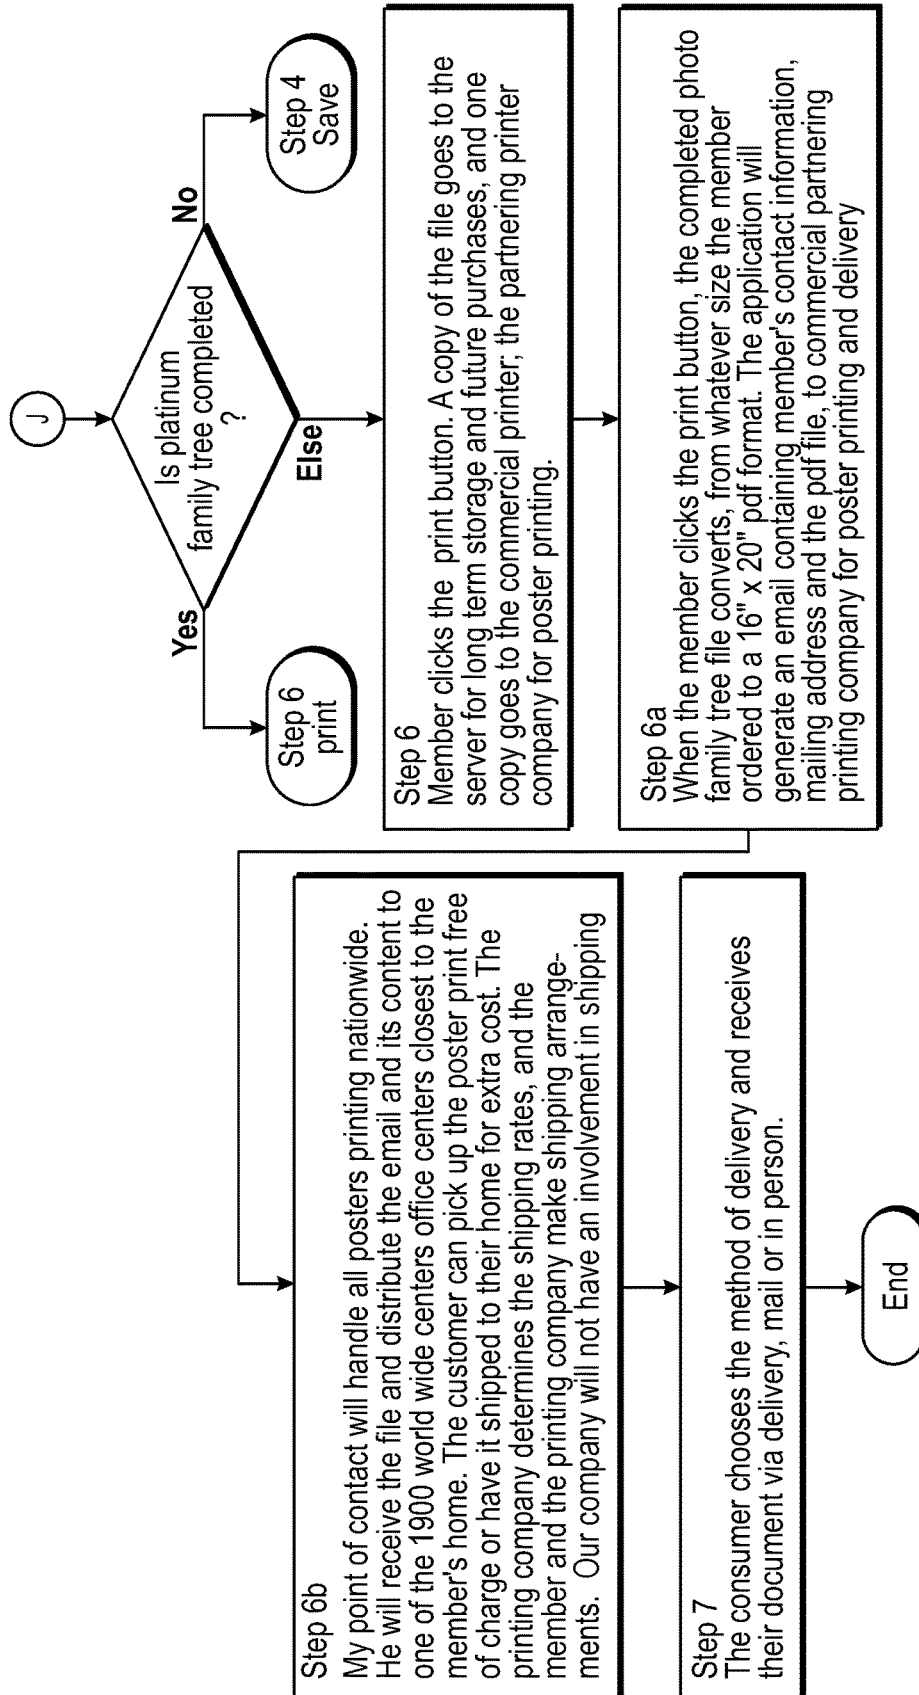 J
Is platinum
family tree completed
?
Yes
No
Else
Step 6
print
Step 4
Save
Step 6
Member clicks the print button. A copy of the file goes to the
server for long term storage and future purchases, and one
copy goes to the commercial printer; the partnering printer
company for poster printing.
Step 6a
When the member clicks the print button, the completed photo
family tree file converts, from whatever size the member
ordered to a 16" x 20" pdf format. The application will
generate an email containing member's contact information,
mailing address and the pdf file, to commercial partnering
printing company for poster printing and delivery
Step 6b
My point of contact will handle all posters printing nationwide.
He will receive the file and distribute the email and its content to
one of the 1900 world wide centers office centers closest to the
member's home. The customer can pick up the poster print free
of charge or have it shipped to their home for extra cost. The
printing company determines the shipping rates, and the
member and the printing company make shipping arrange-
ments. Our company will not have an involvement in shipping
Step 7
The consumer chooses the method of delivery and receives
their document via delivery, mail or in person.
End